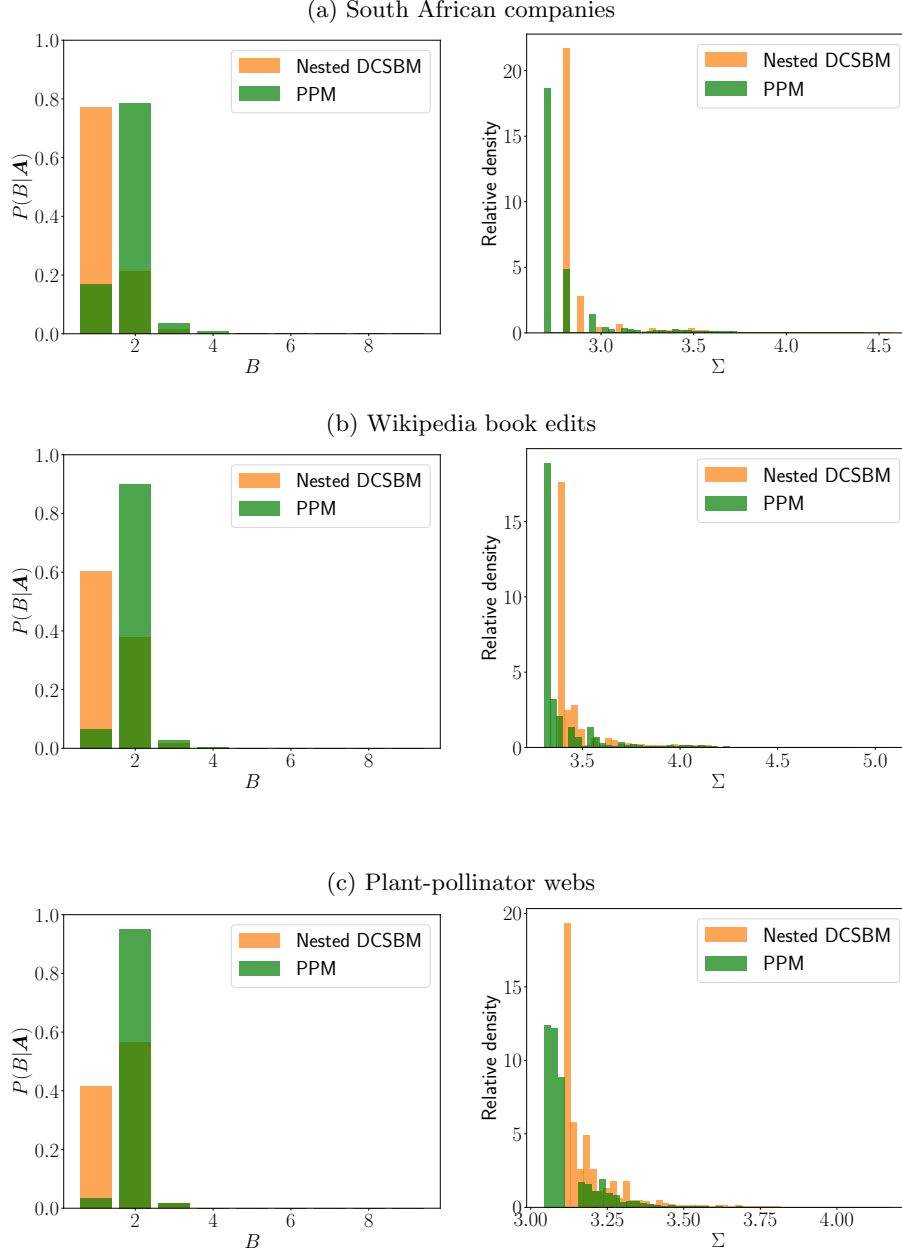 (a) South African companies
1.0
0.8
0.6
0.4
0.2
0.0
P(B|A)
2
4
6
8
B
Nested DCSBM
PPM
20
15
10
5
0
Relative density
3.0
3.5
4.0
4.5
Σ
Nested DCSBM
PPM
(b) Wikipedia book edits
1.0
0.8
0.6
0.4
0.2
0.0
P(B|A)
2
4
6
8
B
Nested DCSBM
PPM
15
10
5
0
Relative density
3.5
4.0
4.5
5.0
Σ
Nested DCSBM
PPM
(c) Plant-pollinator webs
1.0
0.8
0.6
0.4
0.2
0.0
P(B|A)
2
4
6
8
B
Nested DCSBM
PPM
20
15
10
5
0
Relative density
3.00
3.25
3.50
3.75
4.00
Σ
Nested DCSBM
PPM